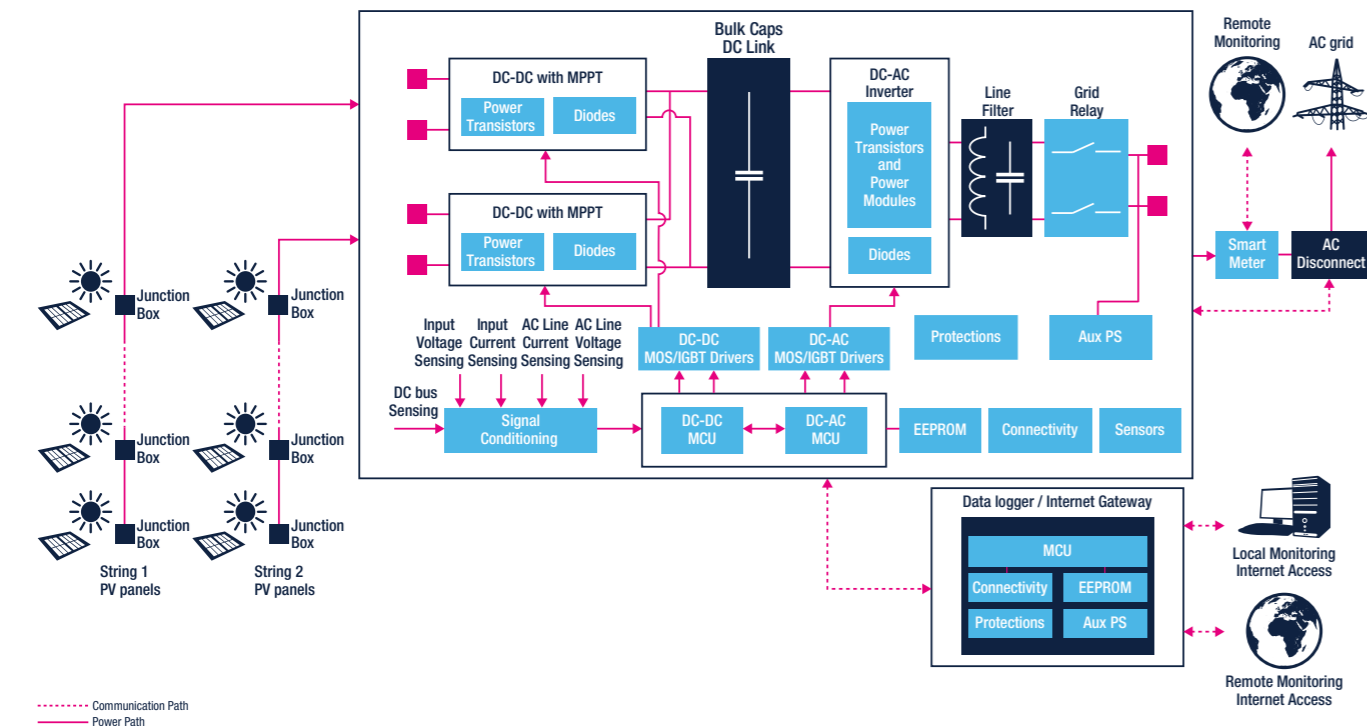 Bulk Caps
DC Link
DC-DC with MPPT
Power
Transistors
Diodes
DC-DC with MPPT
Power
Transistors
Diodes
DC-AC
Inverter
Power
Transistors
and
Power
Modules
Diodes
Line
Filter
Grid
Relay
Remote
Monitoring
AC grid
Smart
Meter
AC
Disconnect
Junction
Box
Junction
Box
Junction
Box
Junction
Box
Junction
Box
Junction
Box
String 1
PV panels
String 2
PV panels
Input
Voltage
Sensing
Input
Current
Sensing
AC Line
Current
Sensing
AC Line
Voltage
Sensing
DC-DC
MOS/IGBT Drivers
DC-AC
MOS/IGBT Drivers
Protections
Aux PS
DC bus
Sensing
Signal
Conditioning
DC-DC
MCU
DC-AC
MCU
EEPROM
Connectivity
Sensors
Data logger / Internet Gateway
MCU
Connectivity
EEPROM
Protections
Aux PS
Local Monitoring
Internet Access
Remote Monitoring
Internet Access
Communication Path
Power Path